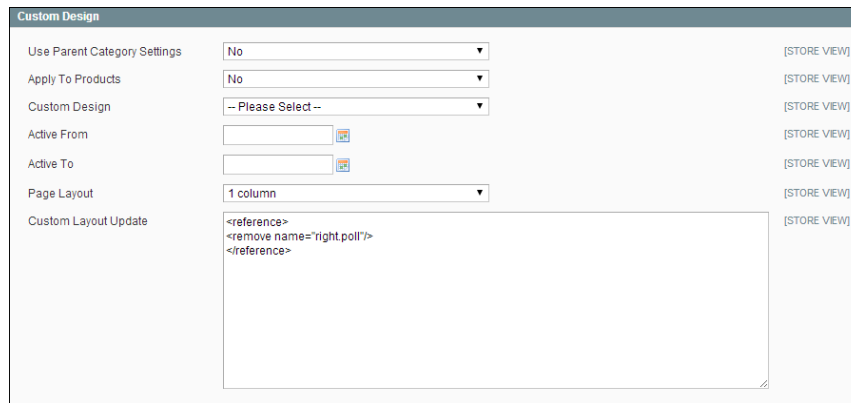 Custom Design
Use Parent Category Settings No [STORE VIEW]
Apply To Products No [STORE VIEW]
Custom Design -- Please Select -- [STORE VIEW]
Active From [STORE VIEW]
Active To [STORE VIEW]
Page Layout 1 column [STORE VIEW]
Custom Layout Update <reference> [STORE VIEW]
<remove name="right.poll"/>
</reference>